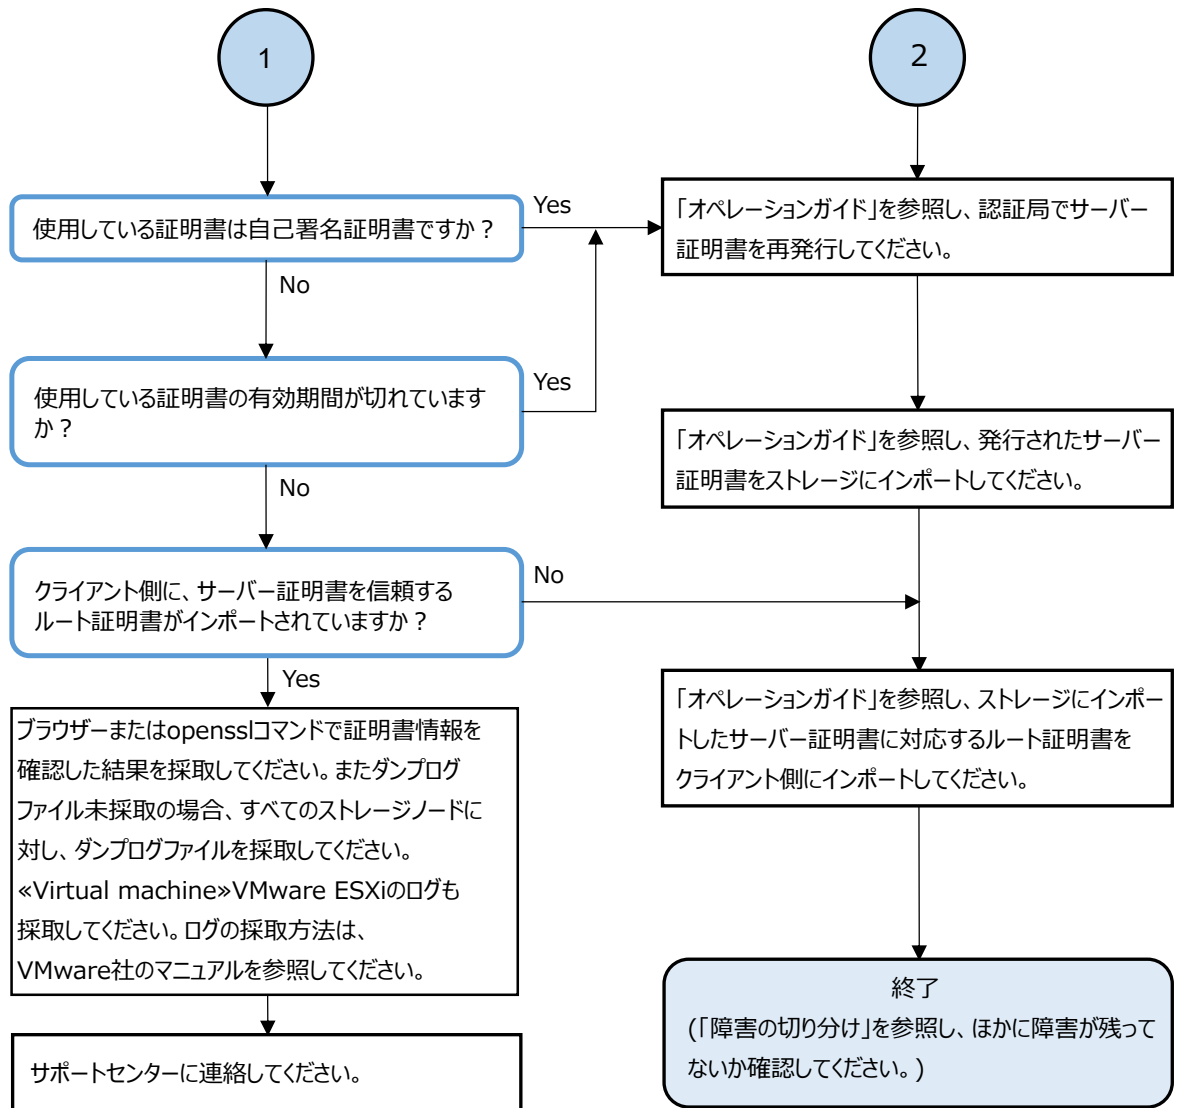 1
使用している証明書は自己署名証明書ですか？
Yes
No
使用している証明書の有効期間が切れています
か？
Yes
No
クライアント側に、サーバー証明書を信頼する
ルート証明書がインポートされていますか？
No
Yes
ブラウザーまたはopensslコマンドで証明書情報を
確認した結果を採取してください。またダンプログ
ファイル未採取の場合、すべてのストレージノードに
対し、ダンプログファイルを採取してください。
«Virtual machine»VMware ESXiのログも
採取してください。ログの採取方法は、
VMware社のマニュアルを参照してください。
サポートセンターに連絡してください。
2
「オペレーションガイド」を参照し、認証局でサーバー
証明書を再発行してください。
「オペレーションガイド」を参照し、発行されたサーバー
証明書をストレージにインポートしてください。
「オペレーションガイド」を参照し、ストレージにインポー
トしたサーバー証明書に対応するルート証明書を
クライアント側にインポートしてください。
終了
(「障害の切り分け」を参照し、ほかに障害が残って
ないか確認してください。)